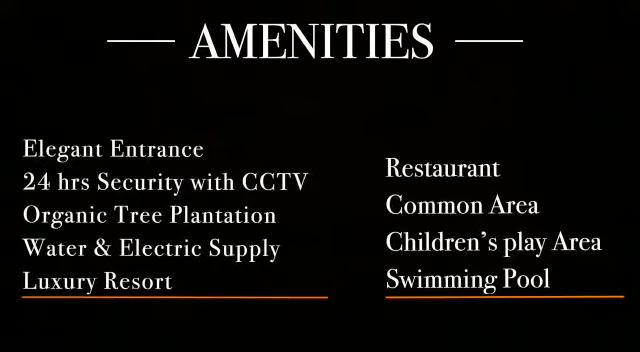 AMENITIES
Elegant Entrance
24 hrs Security with CCTV
Organic Tree Plantation
Water & Electric Supply
Luxury Resort
Restaurant
Common Area
Children's play Area
Swimming Pool